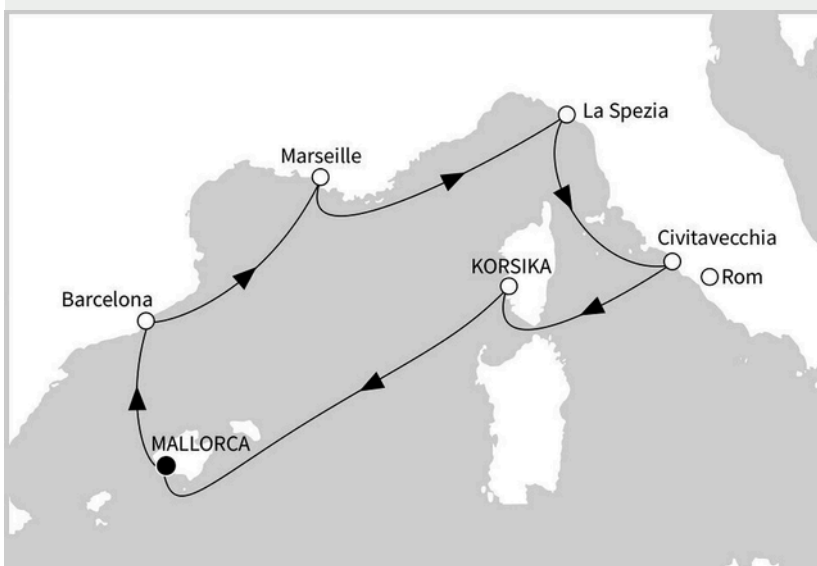 La Spezia
Marseille
Civitavecchia
KORSIKA
Rom
Barcelona
MALLORCA